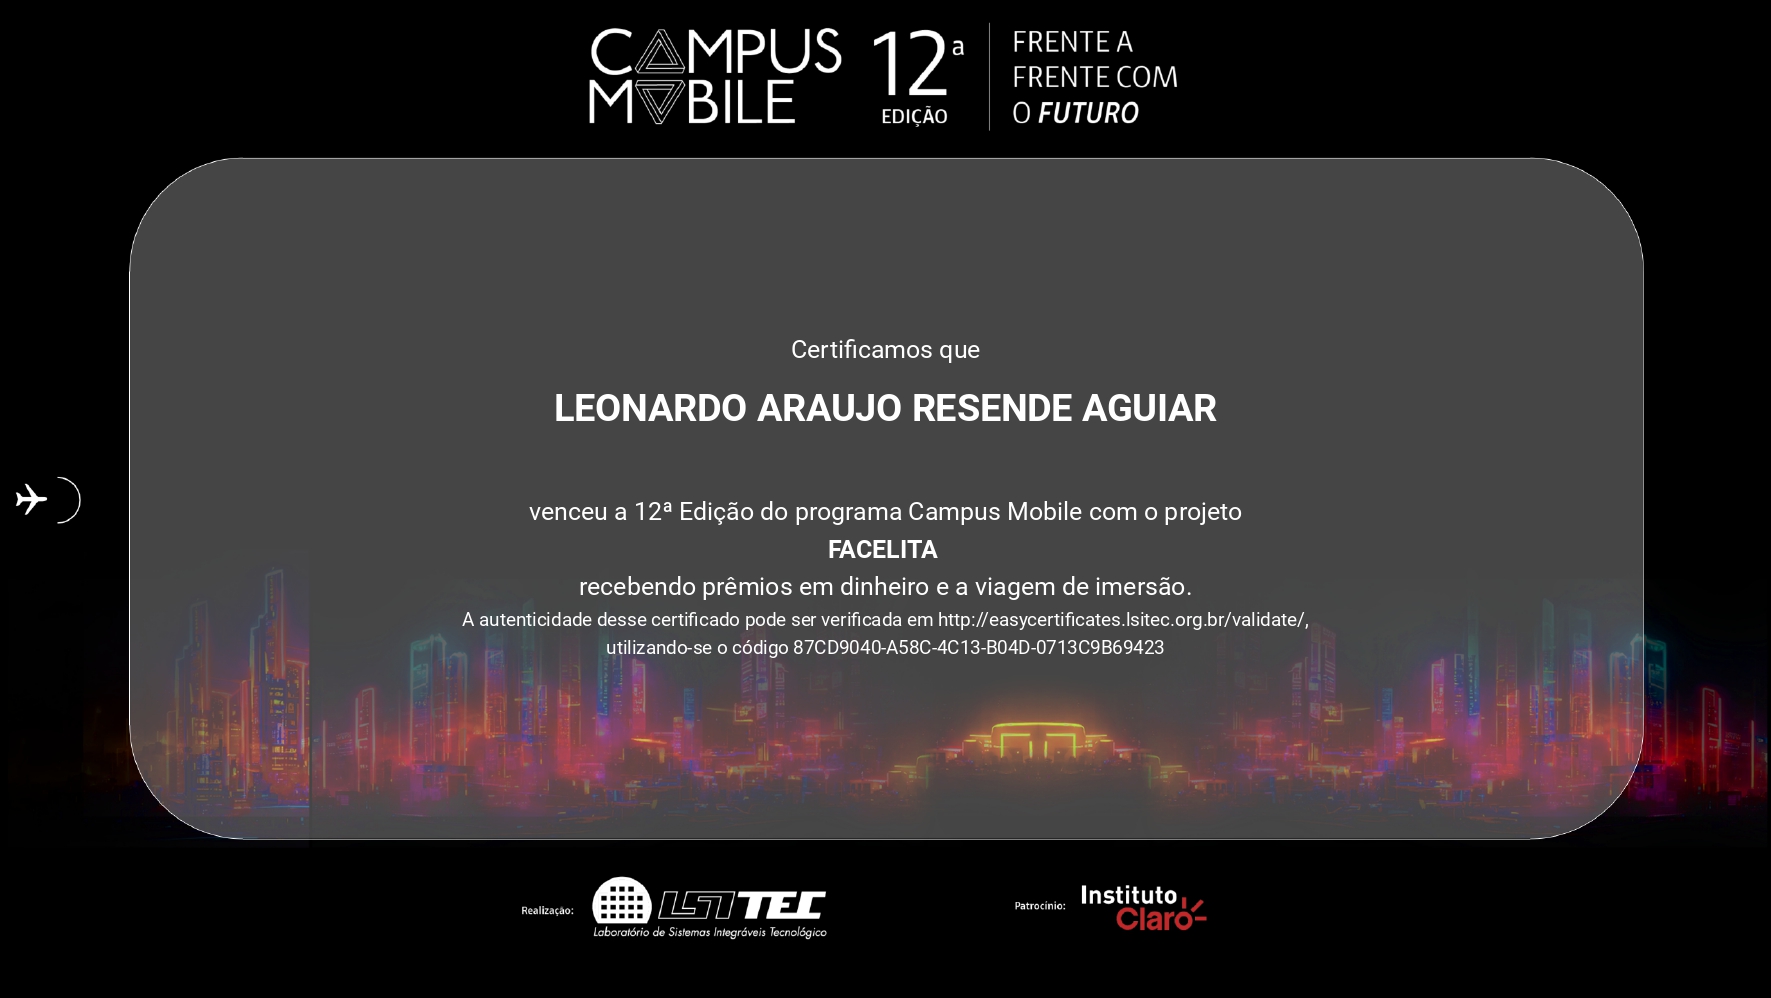 CAMPUS
MOBILE
12ª
EDIÇÃO
FRENTE A
FRENTE COM
O FUTURO
Certificamos que
LEONARDO ARAUJO RESENDE AGUIAR
venceu a 12ª Edição do programa Campus Mobile com o projeto
FACELITA
recebendo prêmios em dinheiro e a viagem de imersão.
A autenticidade desse certificado pode ser verificada em http://easycertificates.lsitec.org.br/validate/,
utilizando-se o código 87CD9040-A58C-4C13-B04D-0713C9B69423
Realização:
LSITEC
Laboratório de Sistemas Integráveis Tecnológico
Patrocínio:
Instituto
Claro